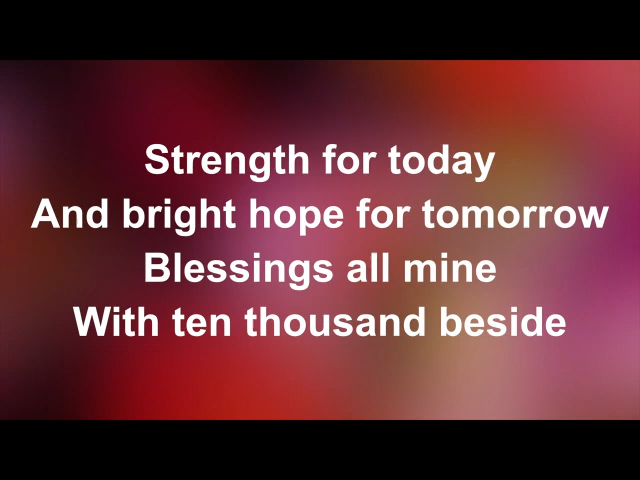 Strength for today
And bright hope for tomorrow
Blessings all mine
With ten thousand beside